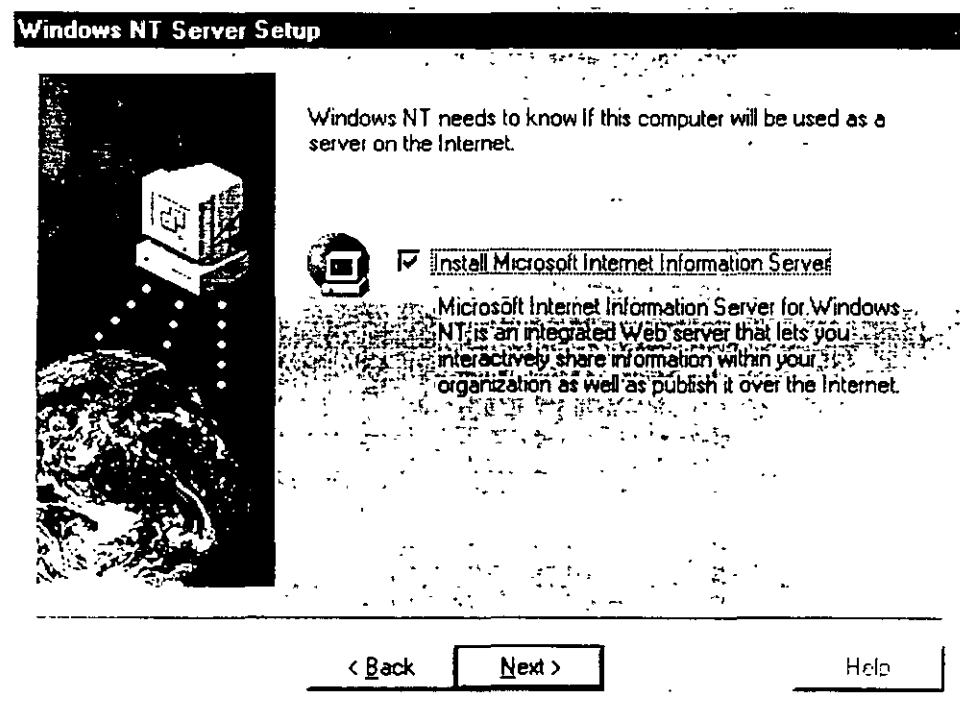 Windows NT Server Setup
Windows NT needs to know if this computer will be used as a
server on the Internet.
Install Microsoft Internet Information Server
Microsoft Internet Information Server for Windows
NT is an integrated Web server that lets you
interactively share information within your
organization as well as publish it over the Internet.
< Back
Next >
Help